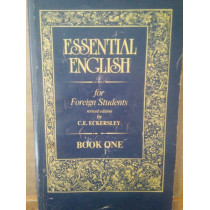 ESSENTIAL
ENGLISH
for
Foreign Students
revised edition
by
C.E. ECKERSLEY
BOOK ONE